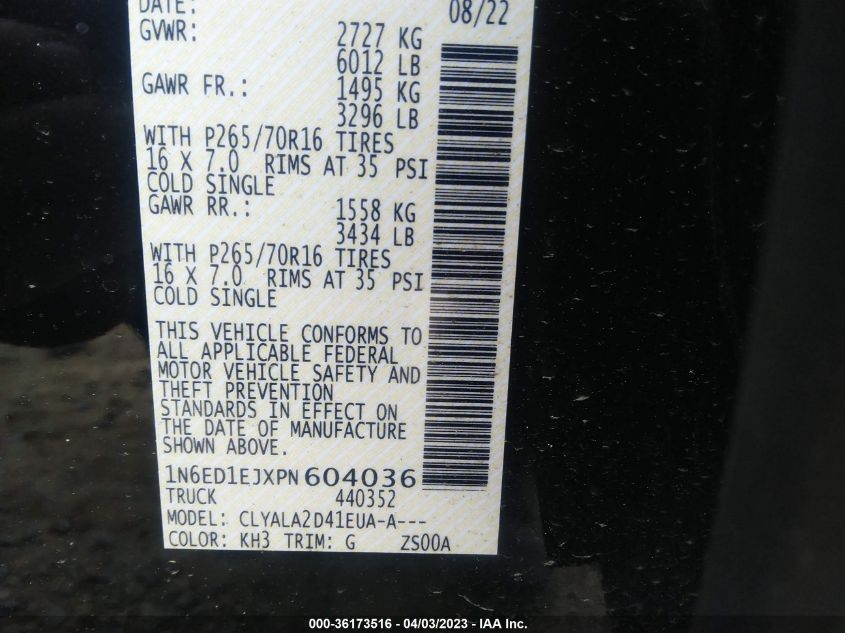 DATE: 08/22
GVWR: 2727 KG
6012 LB
GAWR FR.: 1495 KG
3296 LB
WITH P265/70R16 TIRES
16 X 7.0 RIMS AT 35 PSI
COLD SINGLE
GAWR RR.: 1558 KG
3434 LB
WITH P265/70R16 TIRES
16 X 7.0 RIMS AT 35 PSI
COLD SINGLE
THIS VEHICLE CONFORMS TO
ALL APPLICABLE FEDERAL
MOTOR VEHICLE SAFETY AND
THEFT PREVENTION
STANDARDS IN EFFECT ON
THE DATE OF MANUFACTURE
SHOWN ABOVE.
1N6ED1EJXPN604036
TRUCK 440352
MODEL: CLYALA2D41EUA-A---
COLOR: KH3 TRIM: G ZS00A
000-36173516 - 04/03/2023 - IAA Inc.